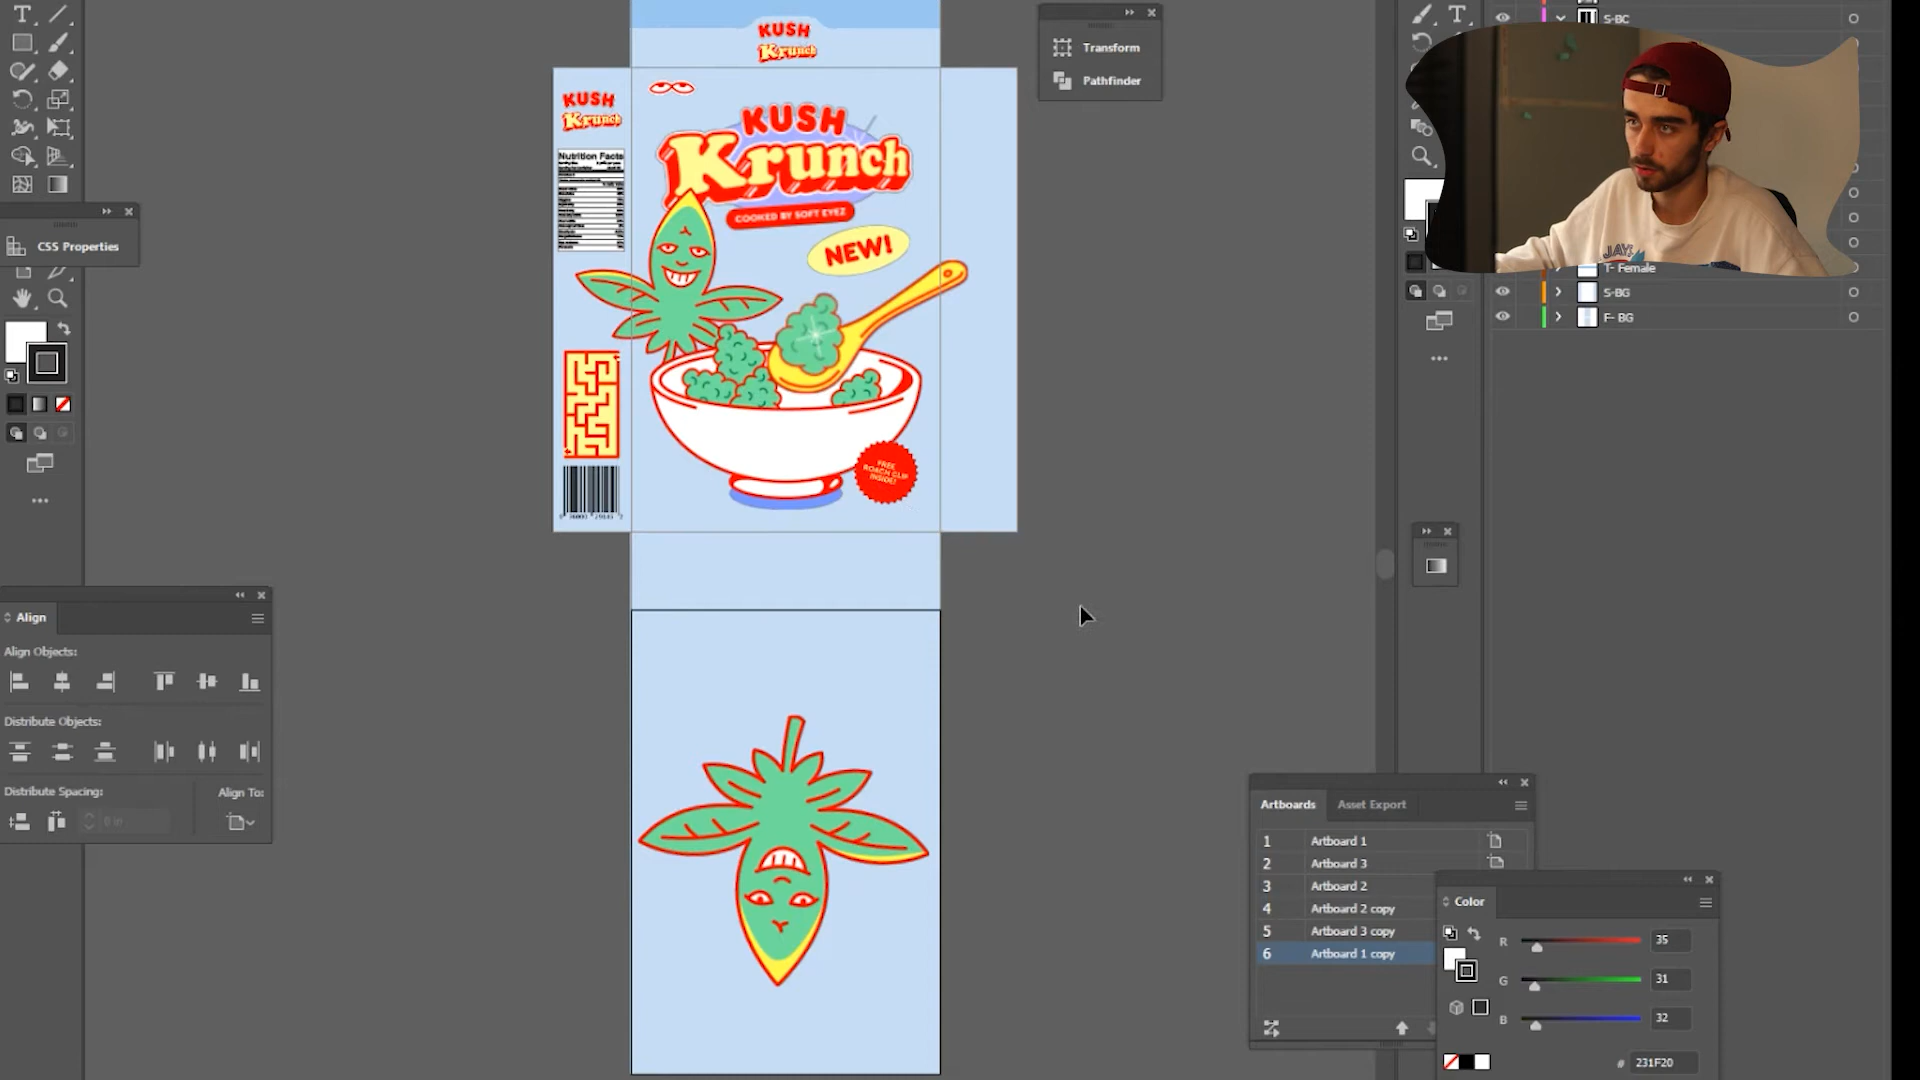 KUSH
Krunch
Transform
Pathfinder
S-BC
JAYS
T- Female
S-BG
F- BG
KUSH
Krunch
Nutrition Facts
KUSH
Krunch
COOKED BY SOFT EYEZ
NEW!
FREE
ROACH CLIP
INSIDE!
CSS Properties
Align
Align Objects:
Distribute Objects:
Distribute Spacing:
Align To:
0 in
Artboards
Asset Export
1 Artboard 1
2 Artboard 3
3 Artboard 2
4 Artboard 2 copy
5 Artboard 3 copy
6 Artboard 1 copy
Color
R 35
G 31
B 32
# 231F20